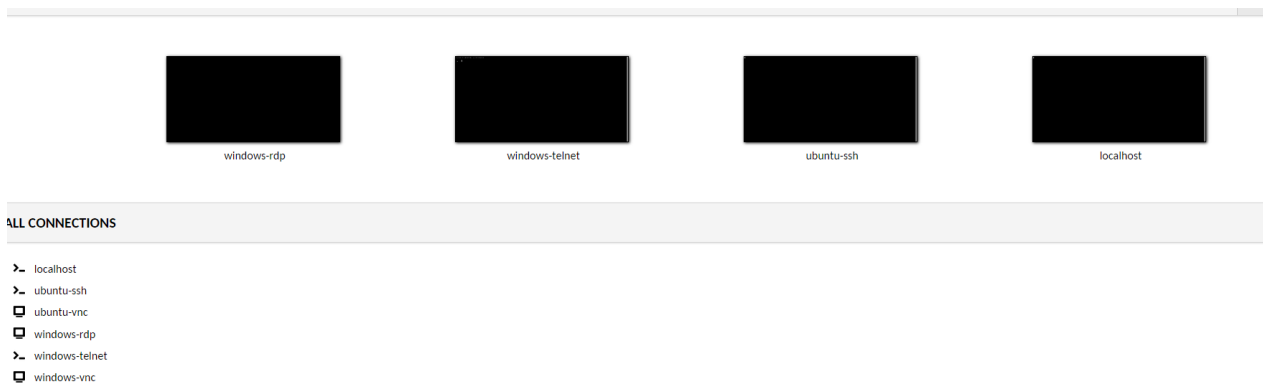 windows-rdp
windows-telnet
ubuntu-ssh
localhost
ALL CONNECTIONS
localhost
ubuntu-ssh
ubuntu-vnc
windows-rdp
windows-telnet
windows-vnc